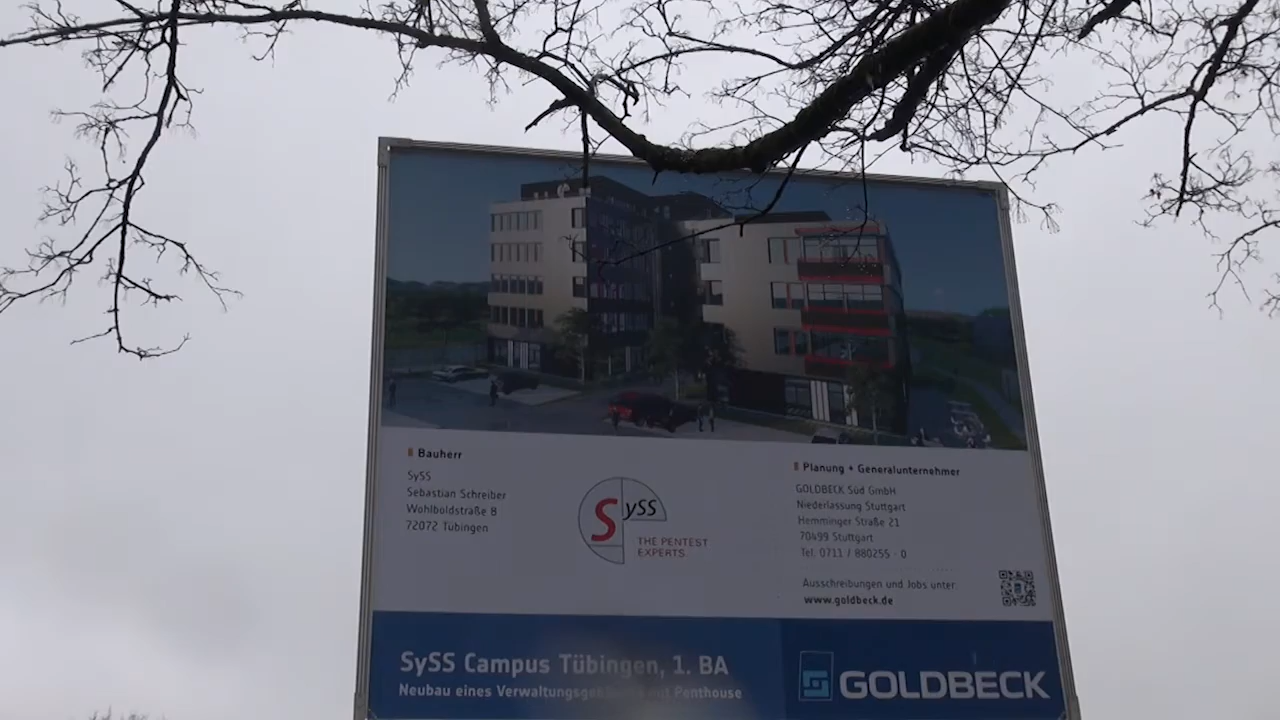 Bauherr
SySS
Sebastian Schreiber
Wohlboldstraße 8
72072 Tübingen
SySS
THE PENTEST
EXPERTS.
Planung + Generalunternehmer
GOLDBECK Süd GmbH
Niederlassung Stuttgart
Hemminger Straße 21
70499 Stuttgart
Tel. 0711 / 880255 - 0
Ausschreibungen und Jobs unter:
www.goldbeck.de
SySS Campus Tübingen, 1. BA
Neubau eines Verwaltungsgebäudes mit Penthouse
GOLDBECK